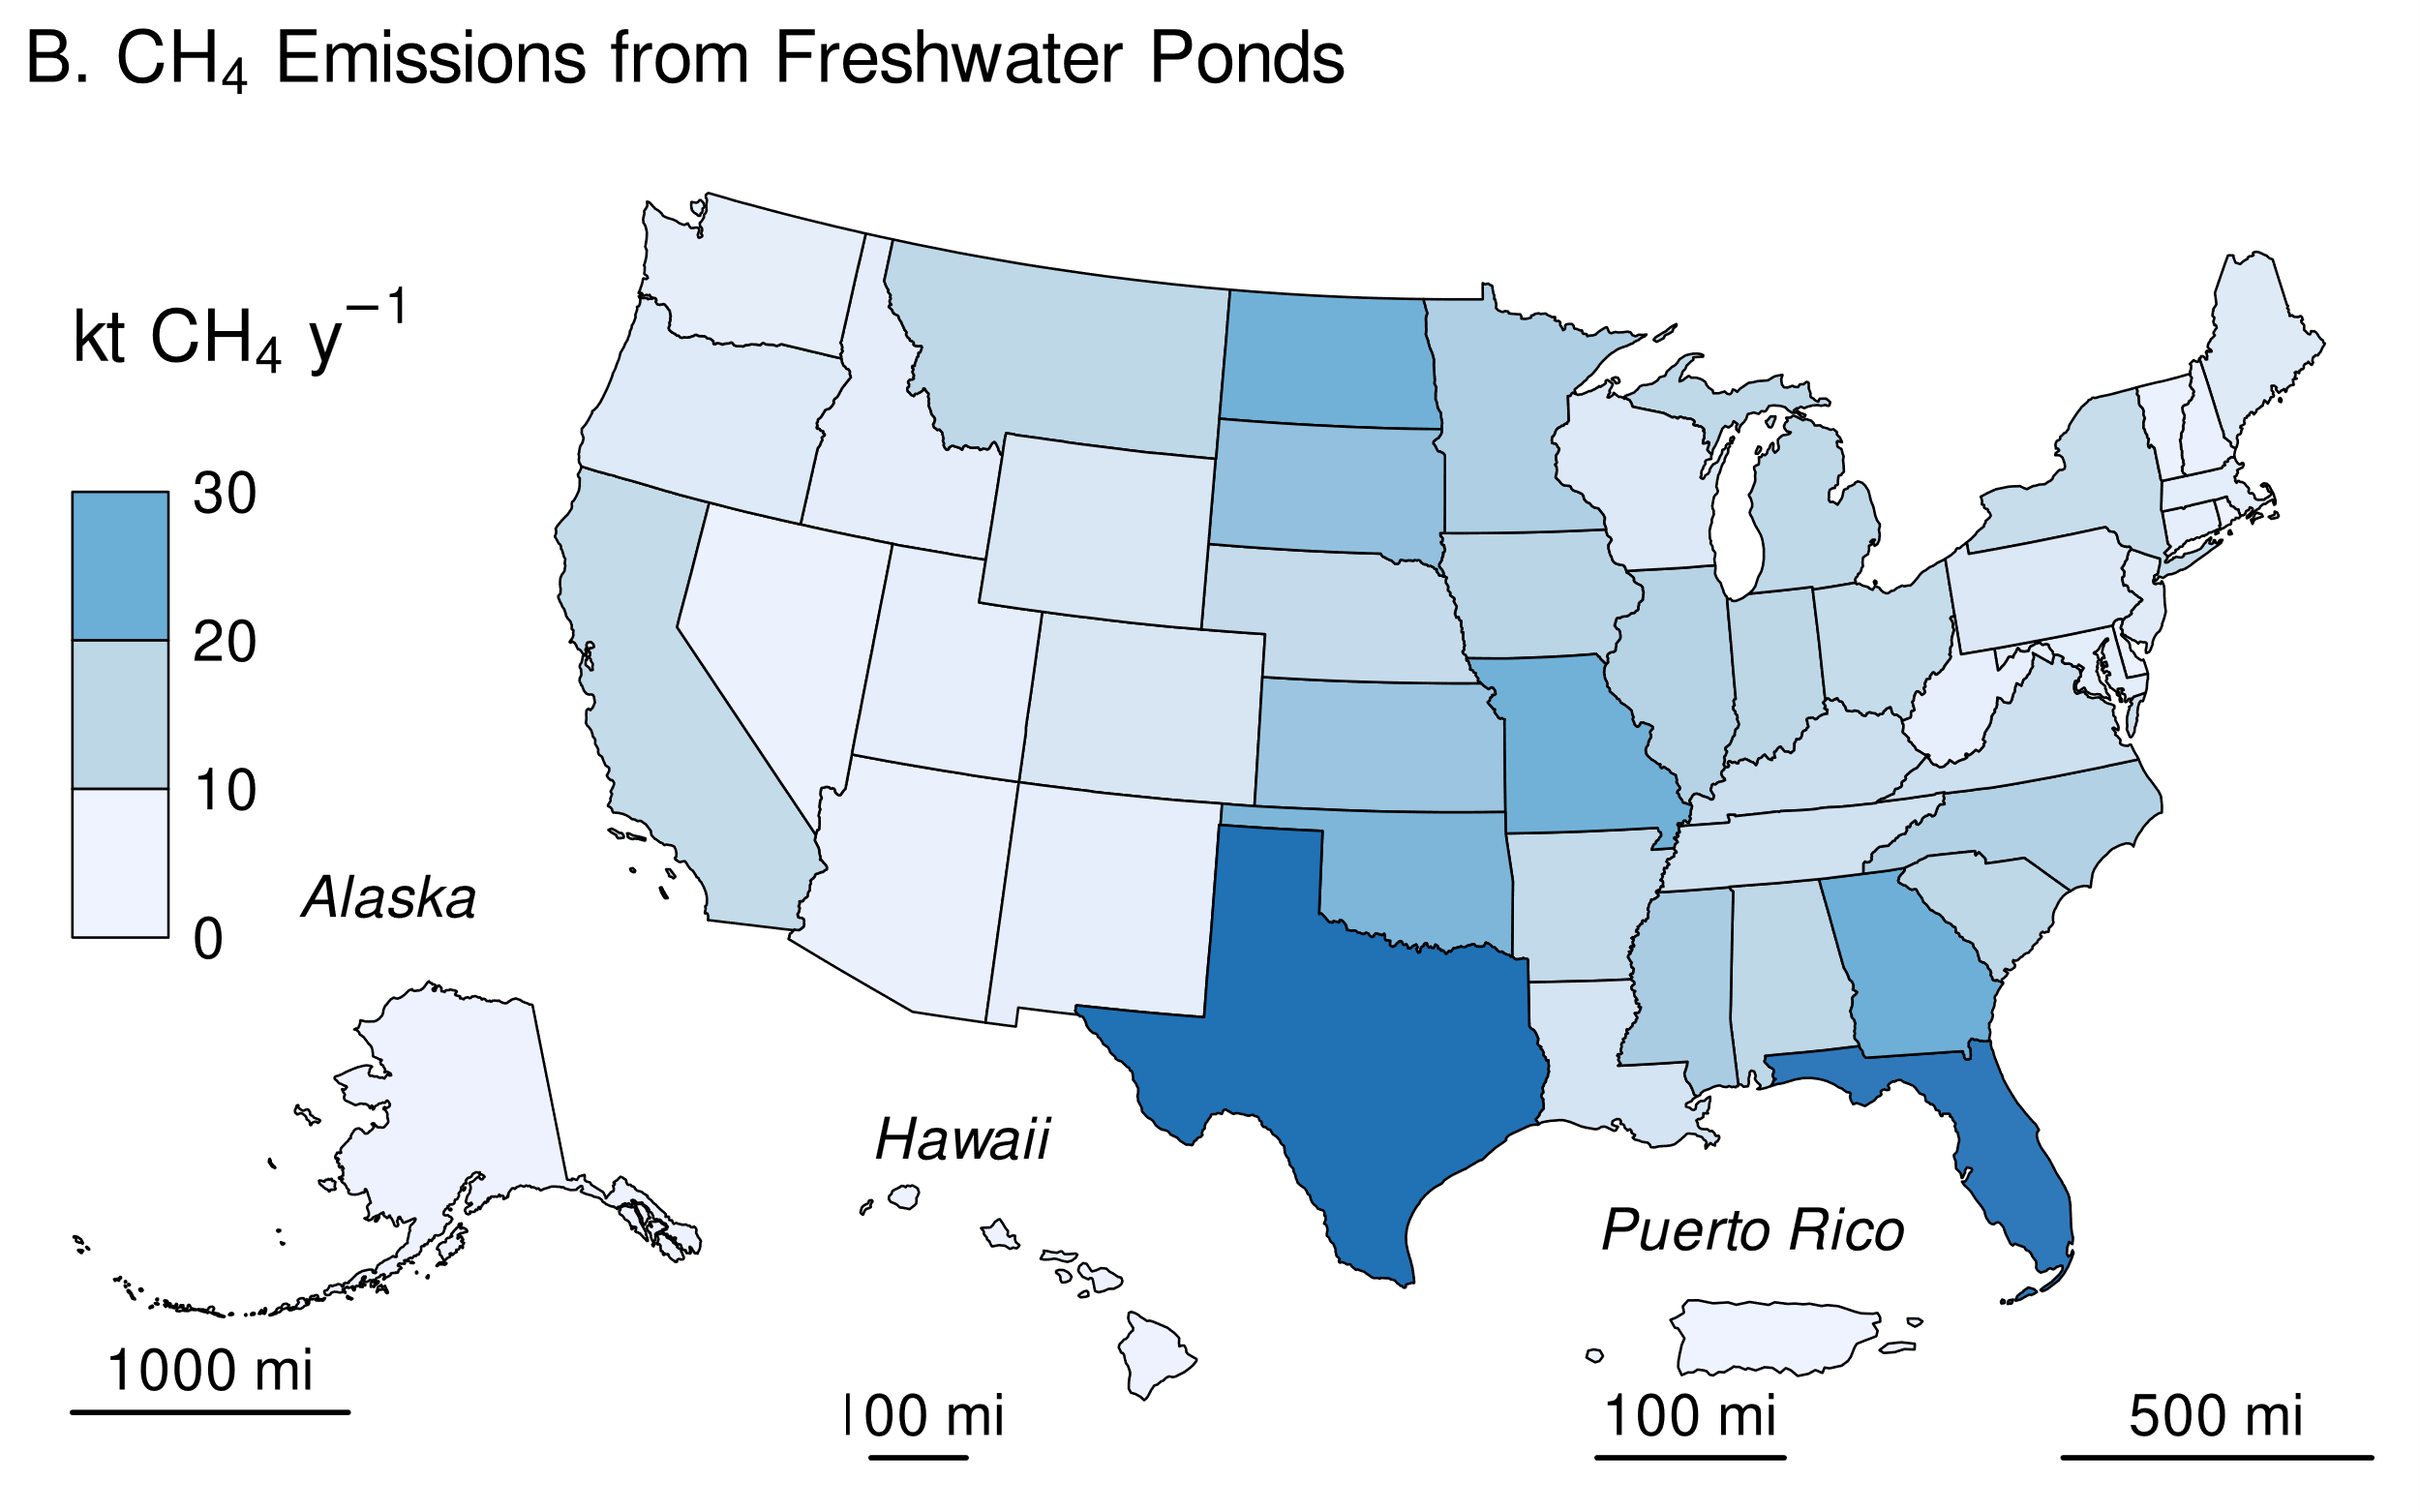 B. CH₄ Emissions from Freshwater Ponds
kt CH₄ y⁻¹
30
20
10
0
Alaska
Hawaii
Puerto Rico
1000 mi
100 mi
100 mi
500 mi